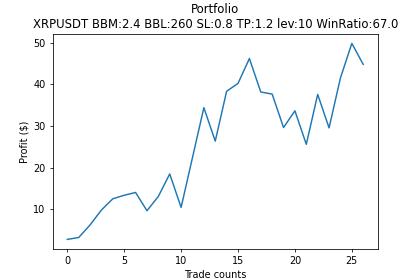 Portfolio
XRPUSDT BBM:2.4 BBL:260 SL:0.8 TP:1.2 lev:10 WinRatio:67.0
50
40
30
20
10
Profit ($)
0 5 10 15 20 25
Trade counts